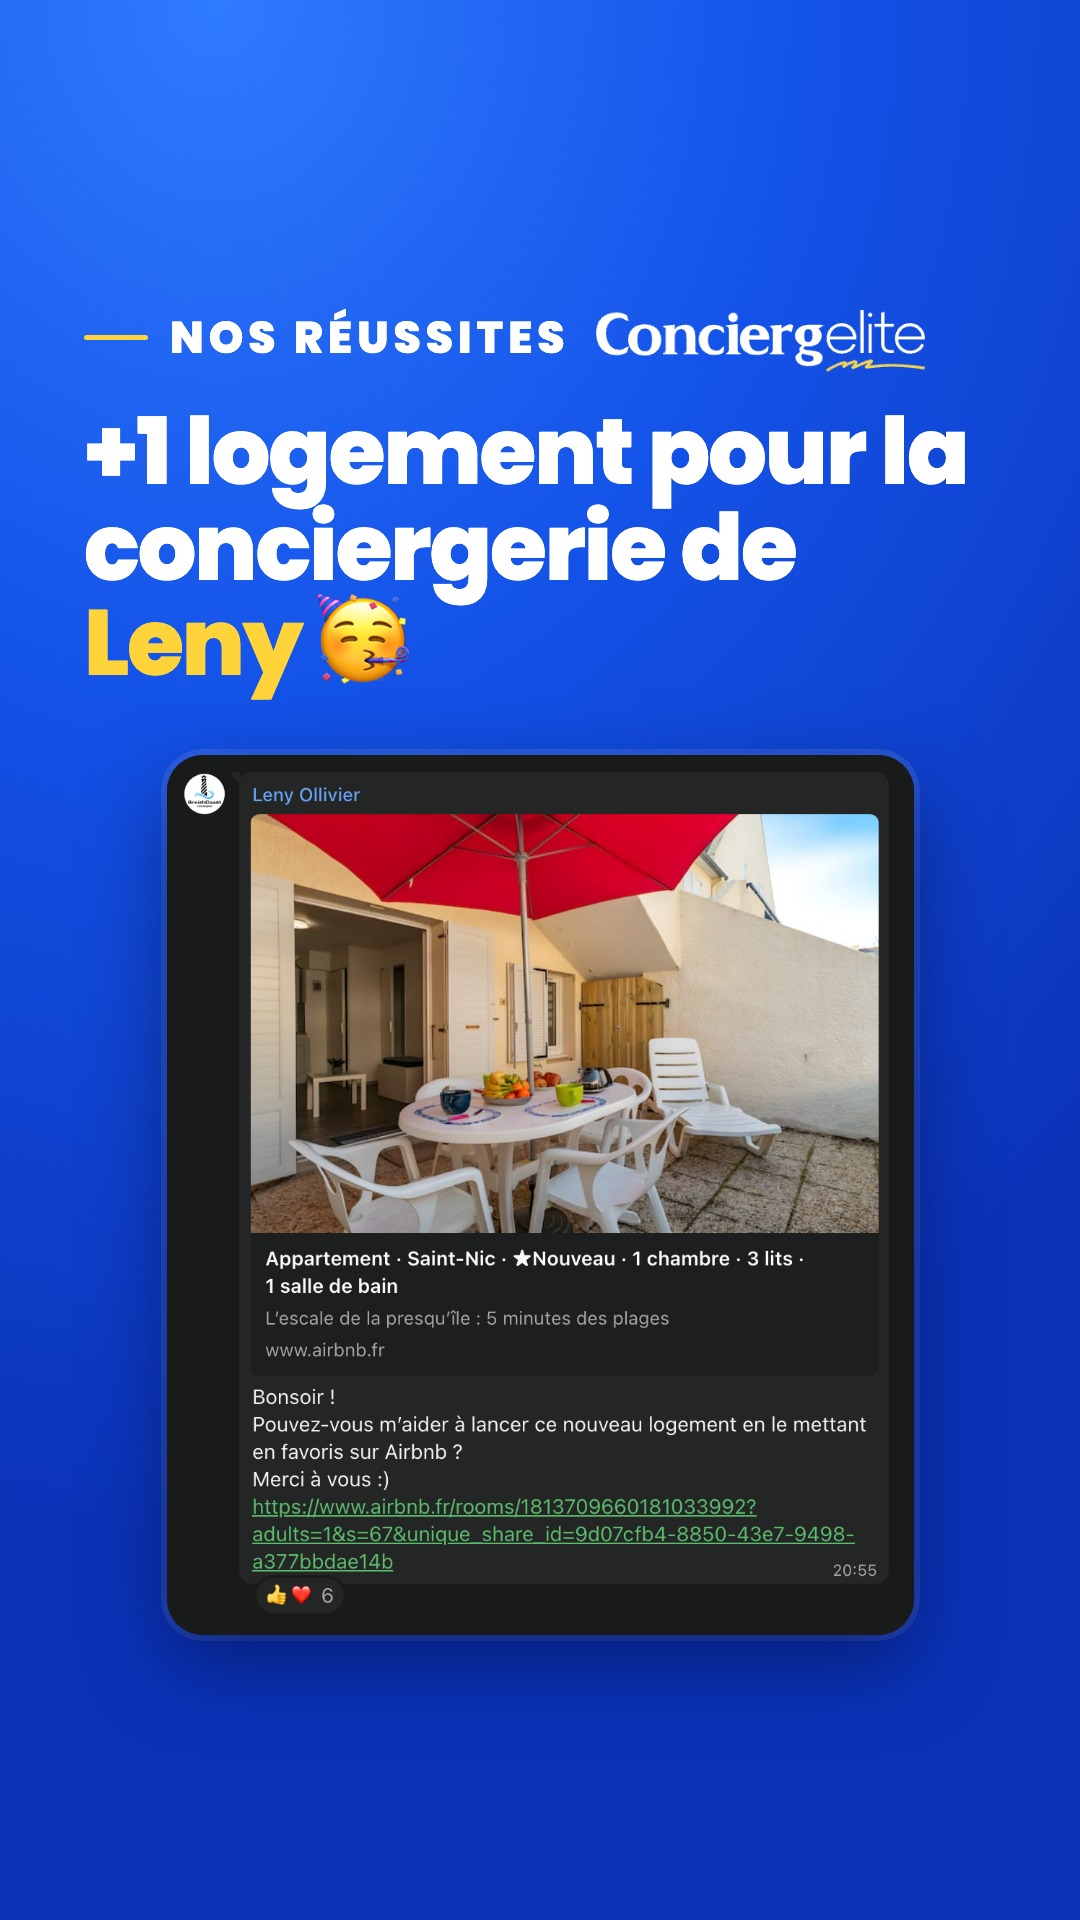 NOS RÉUSSITES Conciergelite
+1 logement pour la
conciergerie de
Leny 🥳
Leny Ollivier
Appartement · Saint-Nic · ★Nouveau · 1 chambre · 3 lits ·
1 salle de bain
L’escale de la presqu’île : 5 minutes des plages
www.airbnb.fr
Bonsoir !
Pouvez-vous m’aider à lancer ce nouveau logement en le mettant
en favoris sur Airbnb ?
Merci à vous :)
https://www.airbnb.fr/rooms/1813709660181033992?
adults=1&s=67&unique_share_id=9d07cfb4-8850-43e7-9498-
a377bbdae14b
20:55
👍❤️ 6